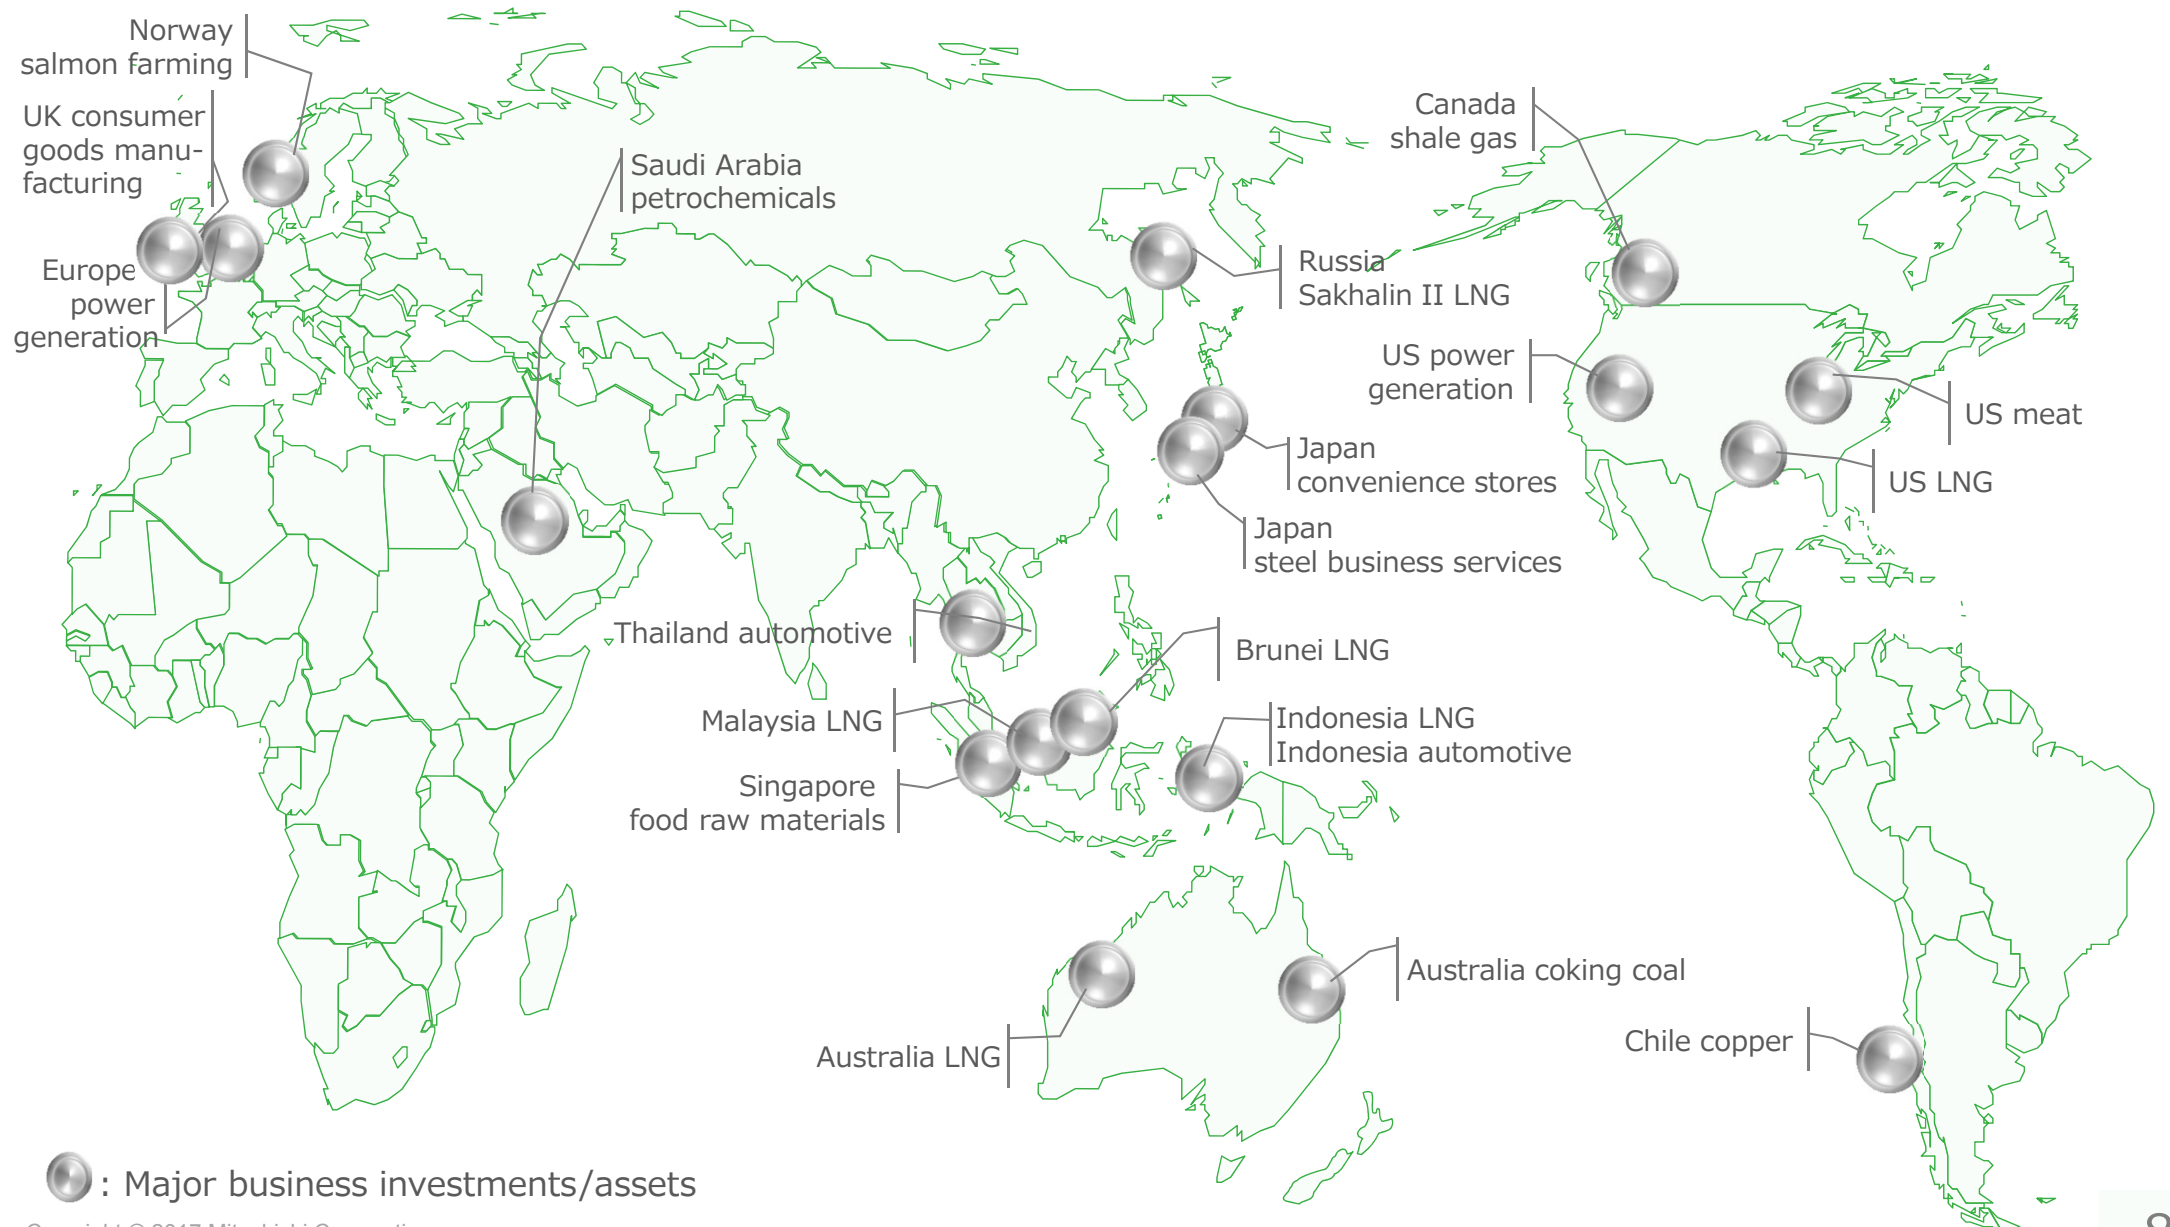 Norway
salmon farming
UK consumer
goods manu-
facturing
Europe
power
generation
Saudi Arabia
petrochemicals
Canada
shale gas
Russia
Sakhalin II LNG
US power
generation
US meat
US LNG
Japan
convenience stores
Japan
steel business services
Thailand automotive
Brunei LNG
Malaysia LNG
Indonesia LNG
Indonesia automotive
Singapore
food raw materials
Australia coking coal
Australia LNG
Chile copper
: Major business investments/assets